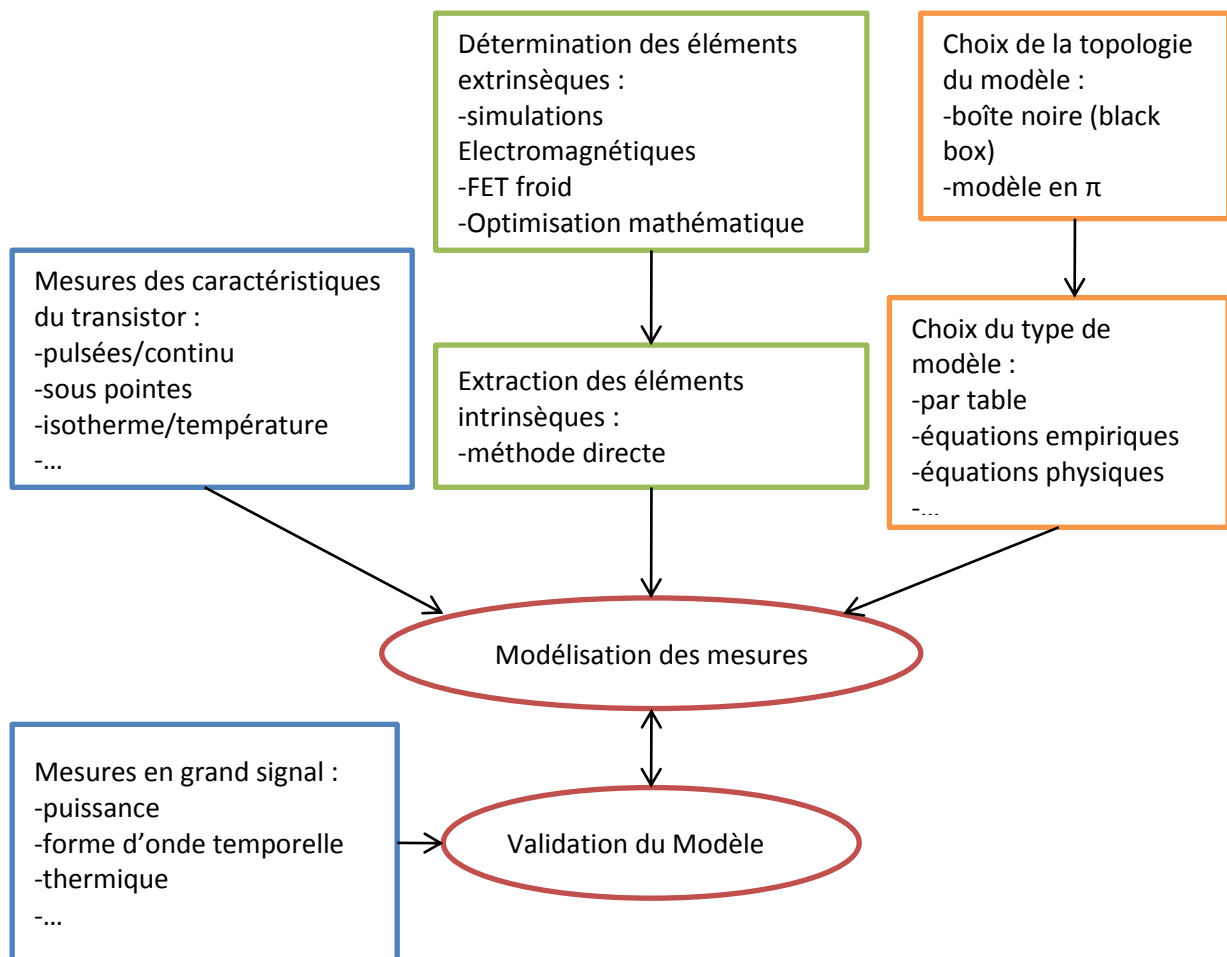 Détermination des éléments
extrinsèques :
-simulations
Electromagnétiques
-FET froid
-Optimisation mathématique
Choix de la topologie
du modèle :
-boîte noire (black
box)
-modèle en π
Mesures des caractéristiques
du transistor :
-pulsées/continu
-sous pointes
-isotherme/température
-...
Extraction des éléments
intrinsèques :
-méthode directe
Choix du type de
modèle :
-par table
-équations empiriques
-équations physiques
-...
Modélisation des mesures
Mesures en grand signal :
-puissance
-forme d’onde temporelle
-thermique
-...
Validation du Modèle